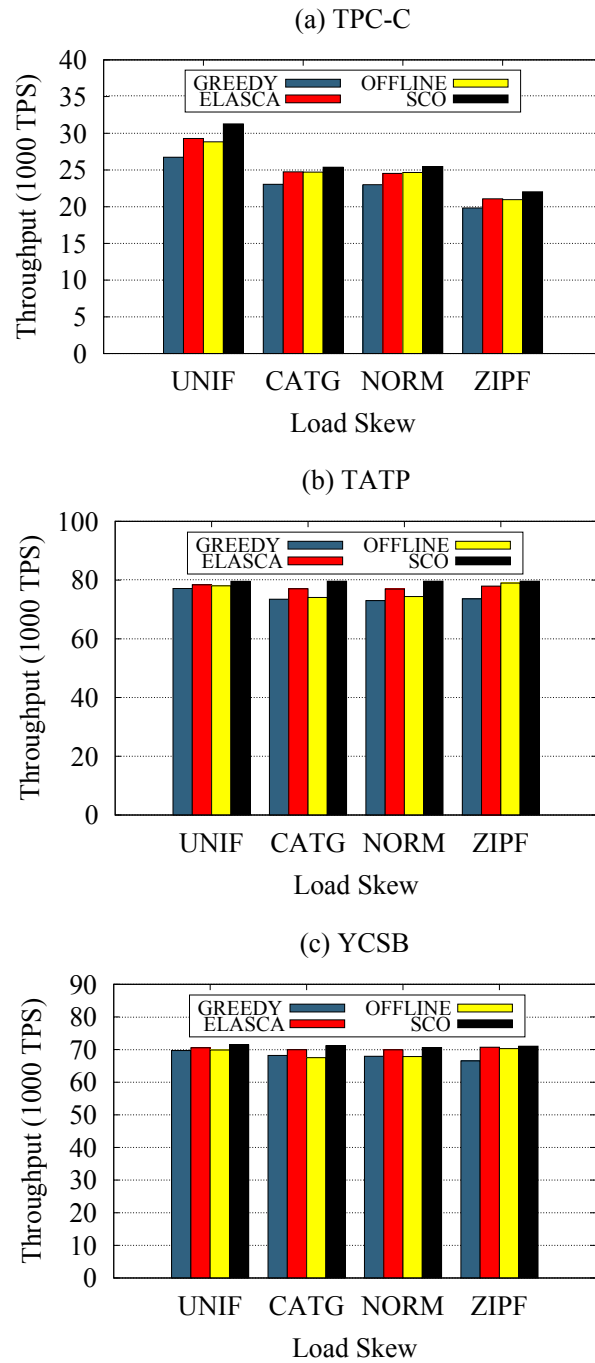 (a) TPC-C
Throughput (1000 TPS)
40
35
30
25
20
15
10
5
0
GREEDY OFFLINE
ELASCA SCO
UNIF CATG NORM ZIPF
Load Skew
(b) TATP
Throughput (1000 TPS)
100
80
60
40
20
0
GREEDY OFFLINE
ELASCA SCO
UNIF CATG NORM ZIPF
Load Skew
(c) YCSB
Throughput (1000 TPS)
90
80
70
60
50
40
30
20
10
0
GREEDY OFFLINE
ELASCA SCO
UNIF CATG NORM ZIPF
Load Skew